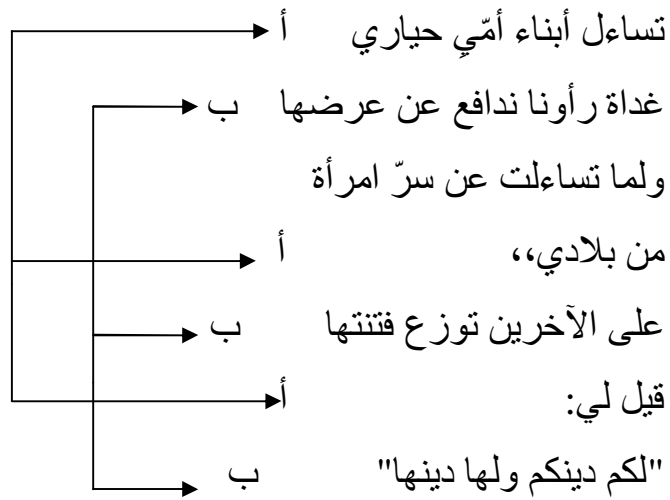 تساءل أبناء أمّيِ حياري أ
غداة رأونا ندافع عن عرضها ب
ولما تساءلت عن سرّ امرأة
من بلادي،، أ
على الآخرين توزع فتنتها ب
قيل لي: أ
"لكم دينكم ولها دينها" ب